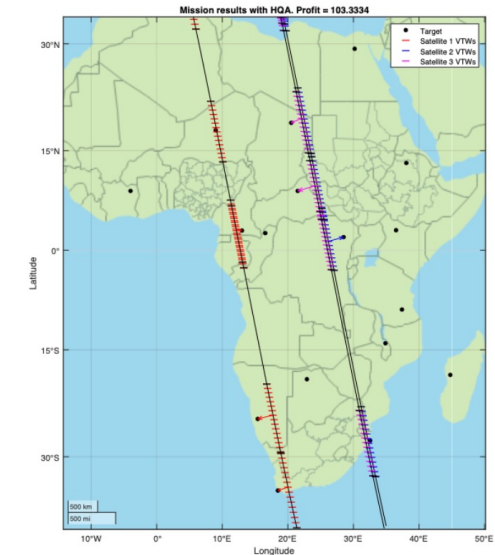 Mission results with HQA. Profit = 103.3334
Target
Satellite 1 VTWs
Satellite 2 VTWs
Satellite 3 VTWs
30°N
15°N
0°
15°S
30°S
Latitude
500 km
500 mi
10°W
0°
10°E
20°E
30°E
40°E
50°E
Longitude